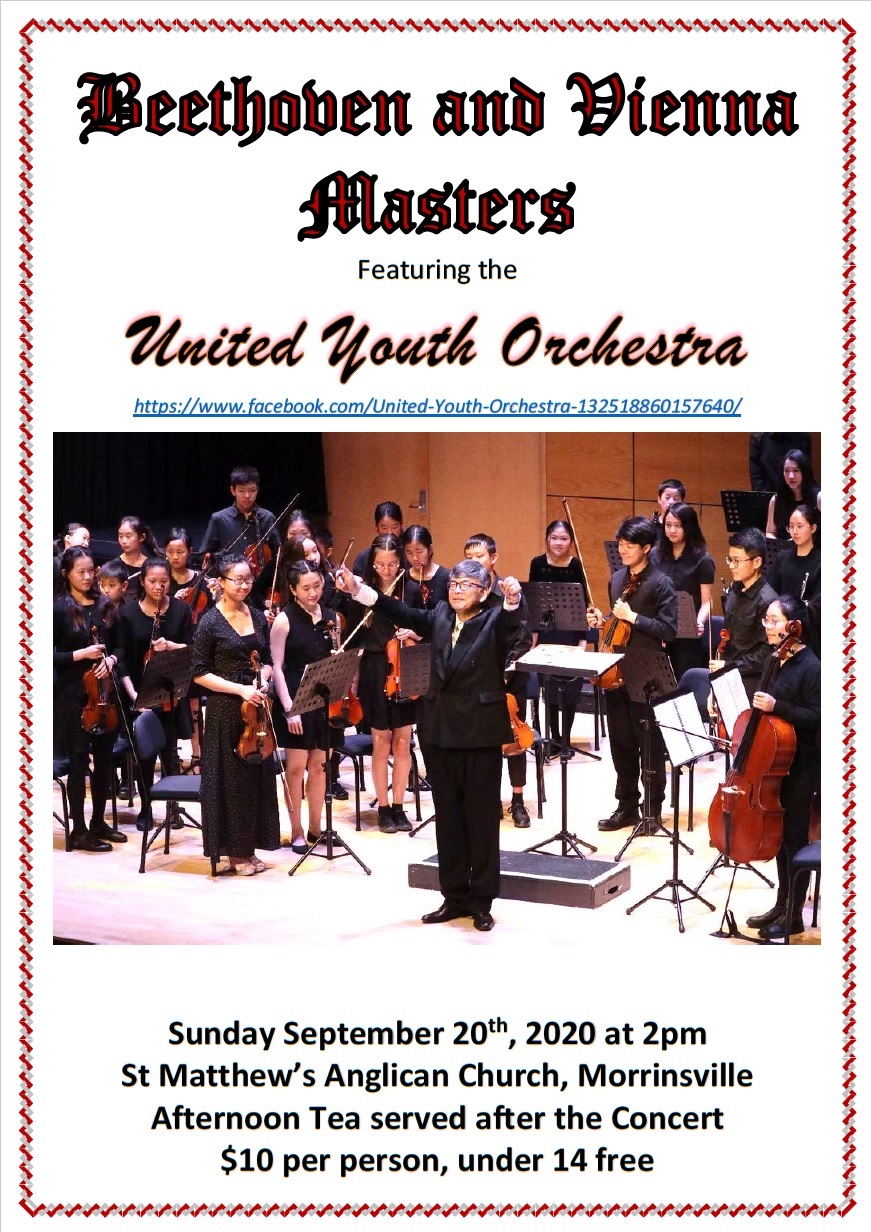 Beethoven and Vienna
Masters
Featuring the
United Youth Orchestra
https://www.facebook.com/United-Youth-Orchestra-132518860157640/
Sunday September 20th, 2020 at 2pm
St Matthew’s Anglican Church, Morrinsville
Afternoon Tea served after the Concert
$10 per person, under 14 free